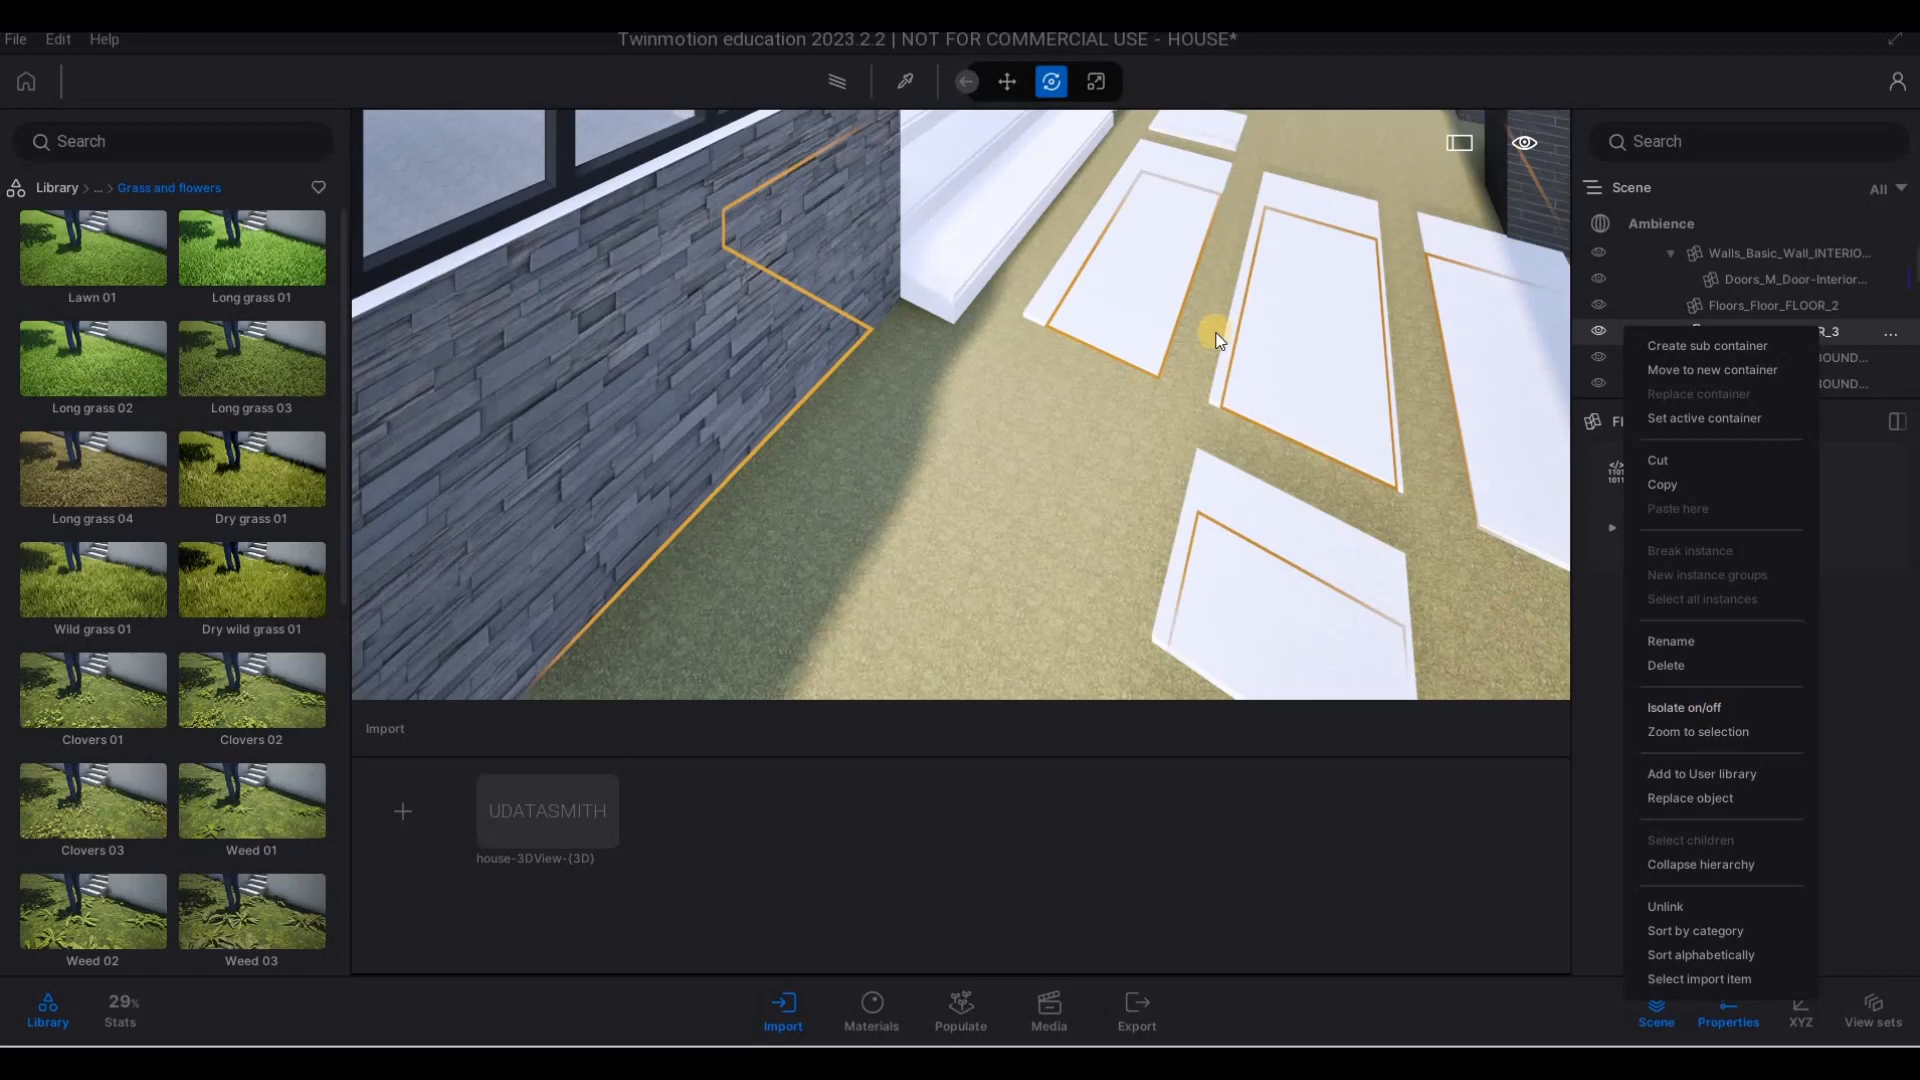 File Edit Help
Twinmotion education 2023.2.2 | NOT FOR COMMERCIAL USE - HOUSE*
Search
Library > ... > Grass and flowers
Lawn 01
Long grass 01
Long grass 02
Long grass 03
Long grass 04
Dry grass 01
Wild grass 01
Dry wild grass 01
Clovers 01
Clovers 02
Clovers 03
Weed 01
Weed 02
Weed 03
Library
29%
Stats
Import
UDATASMITH
house-3DView-{3D}
Import
Materials
Populate
Media
Export
Search
Scene
All
Ambience
Walls_Basic_Wall_INTERIO...
Doors_M_Door-Interior...
Floors_Floor_FLOOR_2
R_3 ...
OUND...
OUND...
Create sub container
Move to new container
Replace container
Set active container
Cut
Copy
Paste here
Break instance
New instance groups
Select all instances
Rename
Delete
Isolate on/off
Zoom to selection
Add to User library
Replace object
Select children
Collapse hierarchy
Unlink
Sort by category
Sort alphabetically
Select import item
Scene
Properties
XYZ
View sets